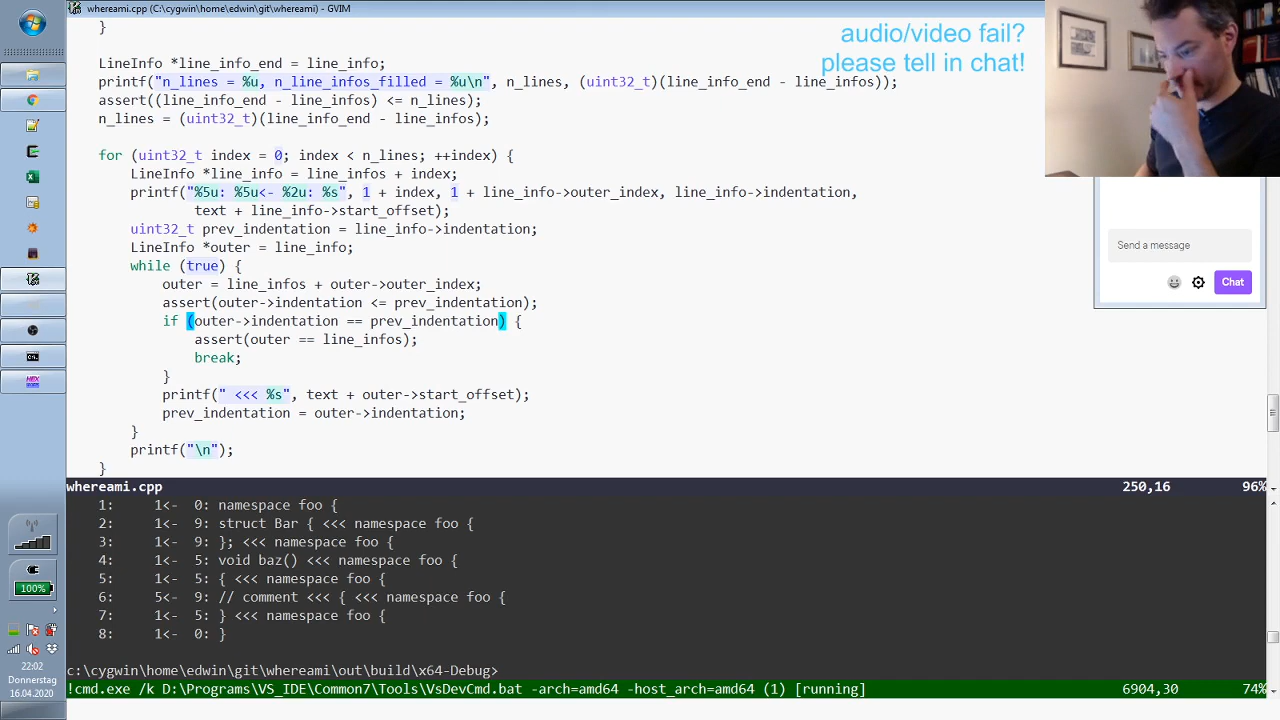 whereami.cpp (C:\cygwin\home\edwin\git\whereami) - GVIM
audio/video fail?
please tell in chat!
}
LineInfo *line_info_end = line_info;
printf("n_lines = %u, n_line_infos_filled = %u\n", n_lines, (uint32_t)(line_info_end - line_infos));
assert((line_info_end - line_infos) <= n_lines);
n_lines = (uint32_t)(line_info_end - line_infos);
for (uint32_t index = 0; index < n_lines; ++index) {
LineInfo *line_info = line_infos + index;
printf("%5u: %5u<- %2u: %s", 1 + index, 1 + line_info->outer_index, line_info->indentation,
text + line_info->start_offset);
uint32_t prev_indentation = line_info->indentation;
LineInfo *outer = line_info;
while (true) {
outer = line_infos + outer->outer_index;
assert(outer->indentation <= prev_indentation);
if (outer->indentation == prev_indentation) {
assert(outer == line_infos);
break;
}
printf(" <<< %s", text + outer->start_offset);
prev_indentation = outer->indentation;
}
printf("\n");
}
Send a message
Chat
whereami.cpp 250,16 96%
1: 1<- 0: namespace foo {
2: 1<- 9: struct Bar { <<< namespace foo {
3: 1<- 9: }; <<< namespace foo {
4: 1<- 5: void baz() <<< namespace foo {
5: 1<- 5: { <<< namespace foo {
6: 5<- 9: // comment <<< { <<< namespace foo {
7: 1<- 5: } <<< namespace foo {
8: 1<- 0: }
c:\cygwin\home\edwin\git\whereami\out\build\x64-Debug>
!cmd.exe /k D:\Programs\VS_IDE\Common7\Tools\VsDevCmd.bat -arch=amd64 -host_arch=amd64 (1) [running] 6904,30 74%
HEX
100%
22:02
Donnerstag
16.04.2020